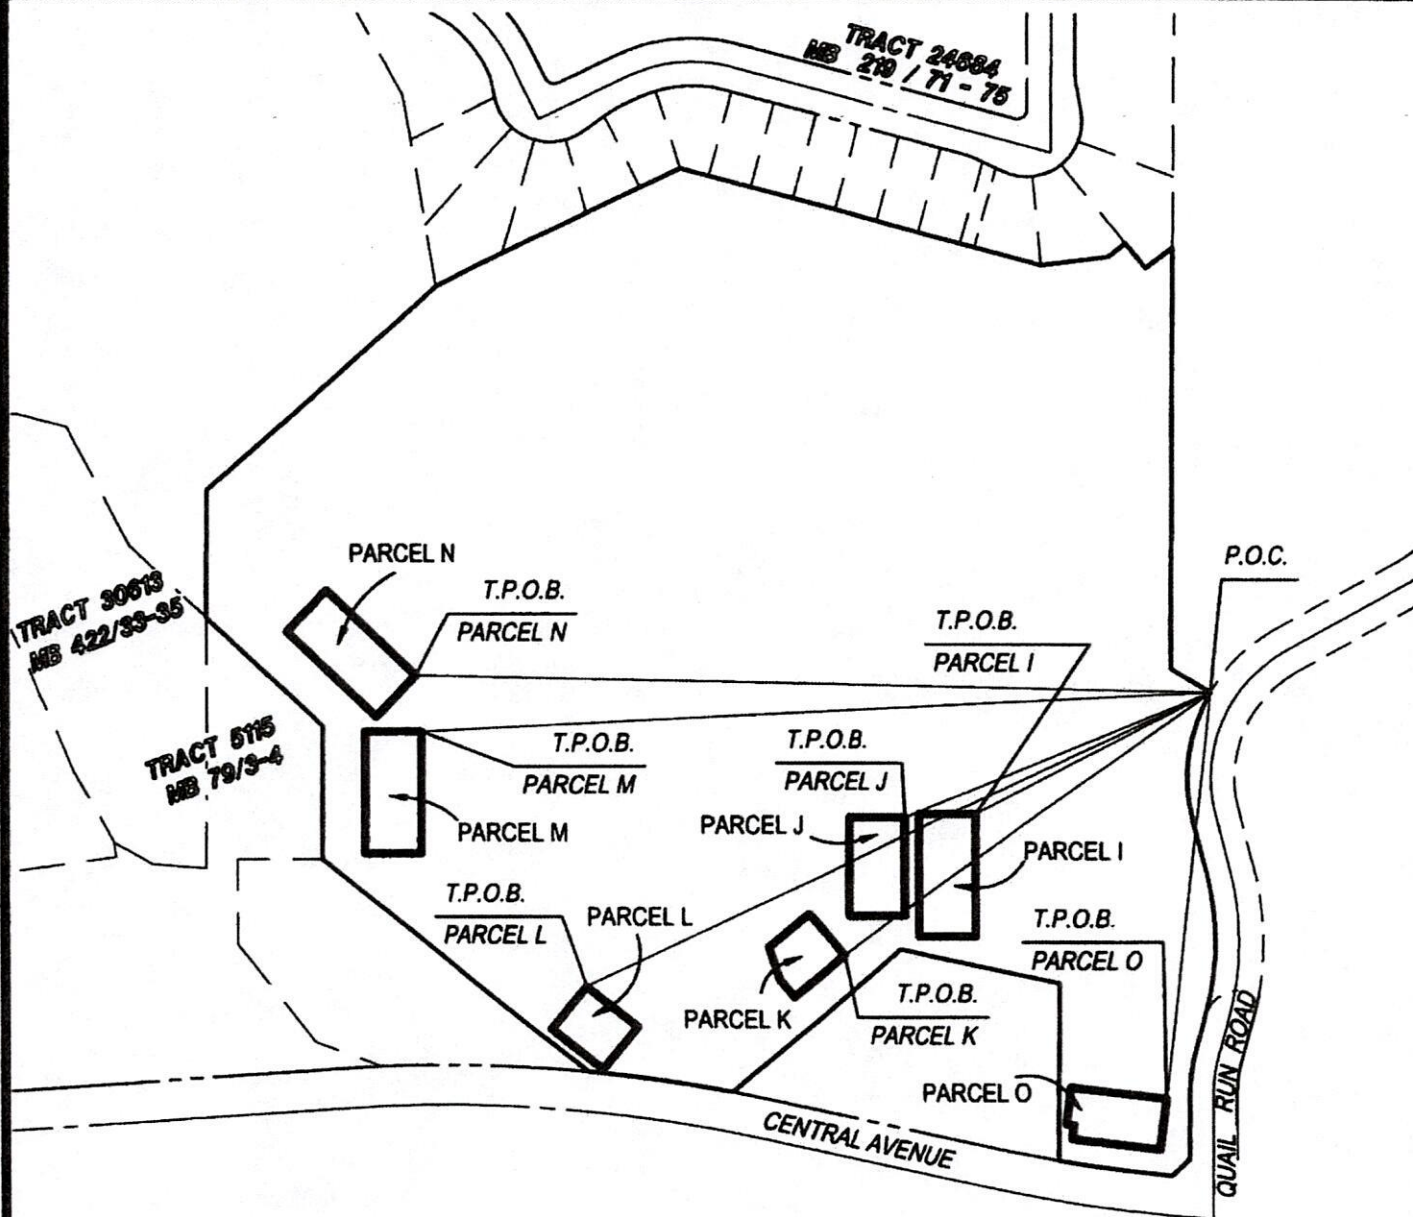 TRACT 24684
MB 219 / 71 - 75
PARCEL N
T.P.O.B.
PARCEL N
P.O.C.
TRACT 30613
MB 422/33-35
T.P.O.B.
PARCEL I
TRACT 5115
MB 79/3-4
T.P.O.B.
PARCEL M
T.P.O.B.
PARCEL J
PARCEL M
PARCEL J
PARCEL I
T.P.O.B.
PARCEL L
PARCEL L
T.P.O.B.
PARCEL O
PARCEL K
T.P.O.B.
PARCEL K
PARCEL O
CENTRAL AVENUE
QUAIL RUN ROAD